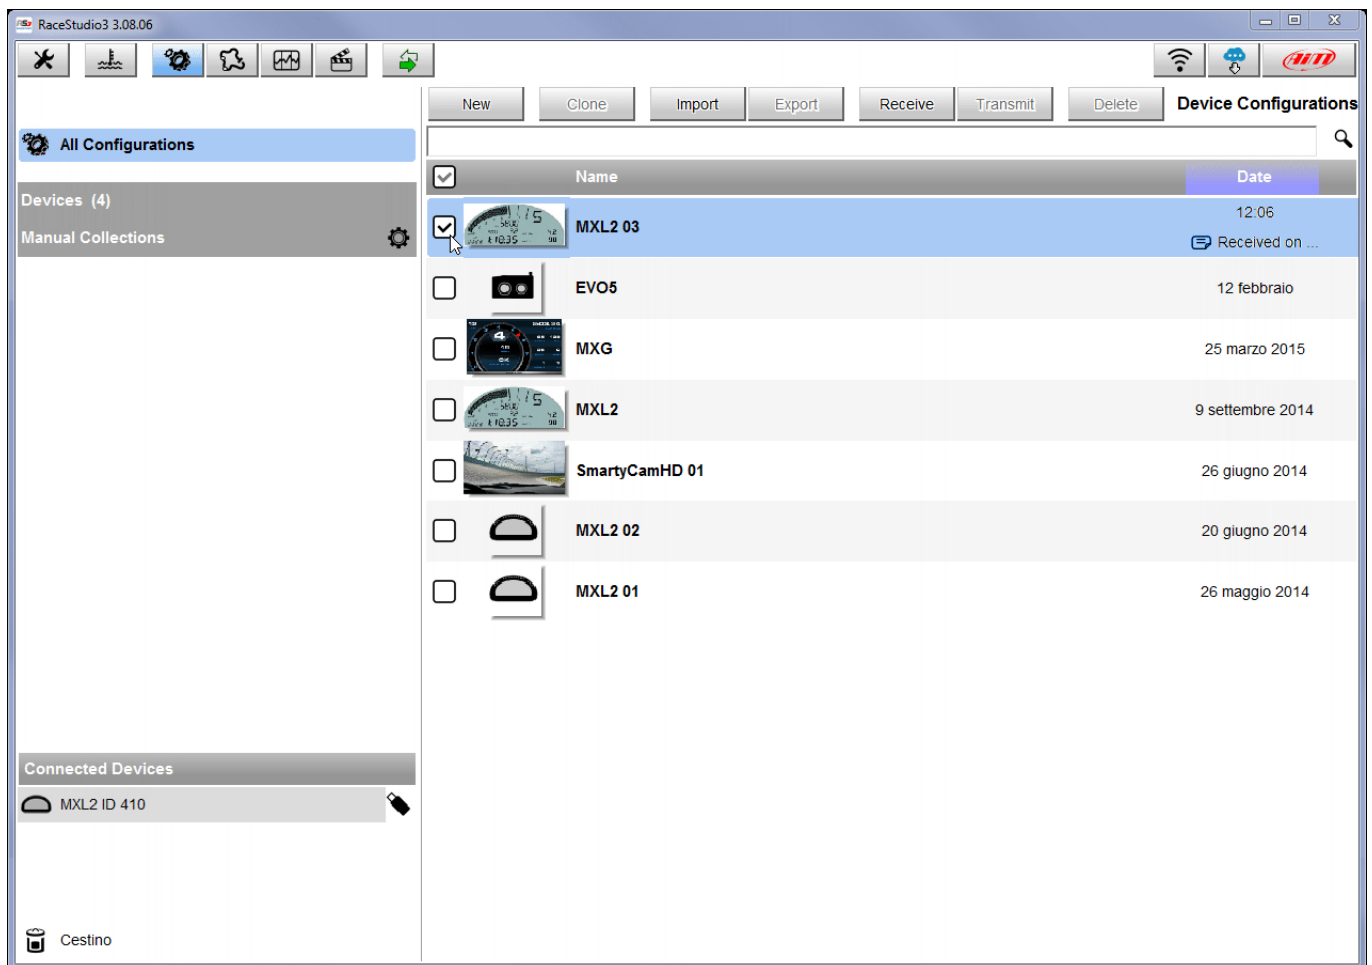 RaceStudio3 3.08.06
AiM
New Clone Import Export Receive Transmit Delete Device Configurations
All Configurations
Name Date
Devices (4)
Manual Collections
MXL2 03
12:06
Received on ...
EVO5 12 febbraio
MXG 25 marzo 2015
MXL2 9 settembre 2014
SmartyCamHD 01 26 giugno 2014
MXL2 02 20 giugno 2014
MXL2 01 26 maggio 2014
Connected Devices
MXL2 ID 410
Cestino